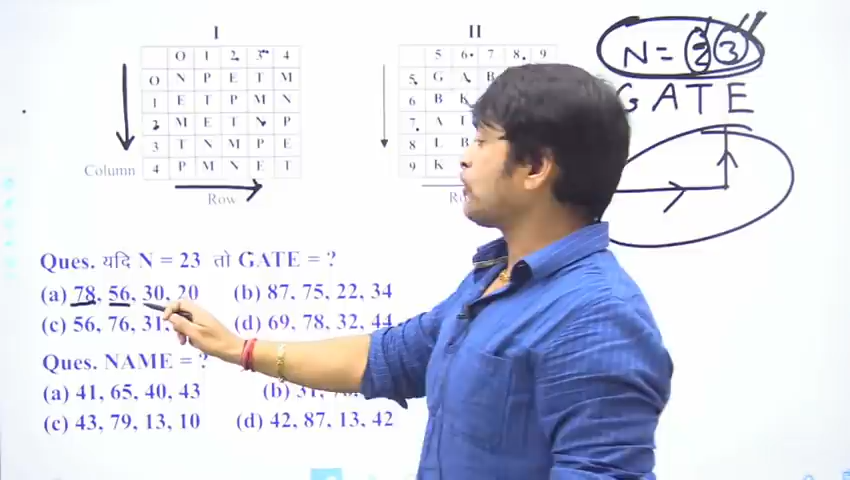 I
II
0 1 2 3 4
0 N P E T M
1 E T P M N
2 M E T N P
3 T N M P E
4 P M N E T
Column
Row
5 6 7 8 9
5 G A B
6 B K
7 A
8 L B
9 K
N = 23
GATE
Ques. यदि N = 23 तो GATE = ?
(a) 78, 56, 30, 20 (b) 87, 75, 22, 34
(c) 56, 76, 31, (d) 69, 78, 32, 44
Ques. NAME = ?
(a) 41, 65, 40, 43 (b) 31,
(c) 43, 79, 13, 10 (d) 42, 87, 13, 42